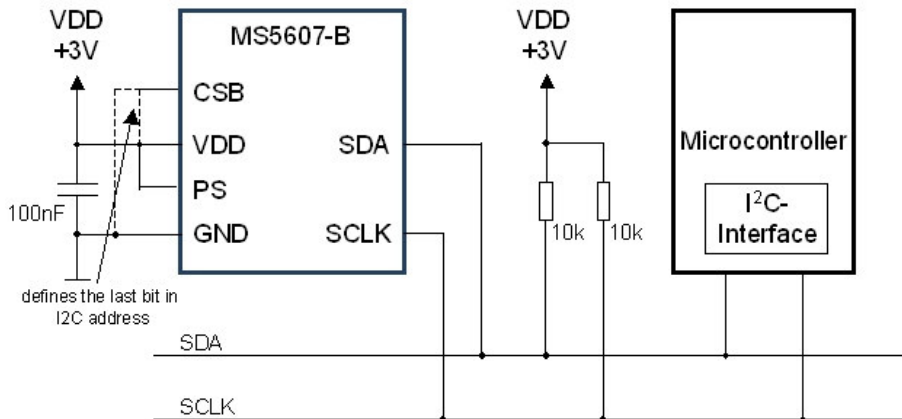 VDD
+3V
MS5607-B
CSB
VDD
SDA
PS
100nF
GND
SCLK
defines the last bit in
I2C address
VDD
+3V
10k
10k
Microcontroller
I²C-
Interface
SDA
SCLK